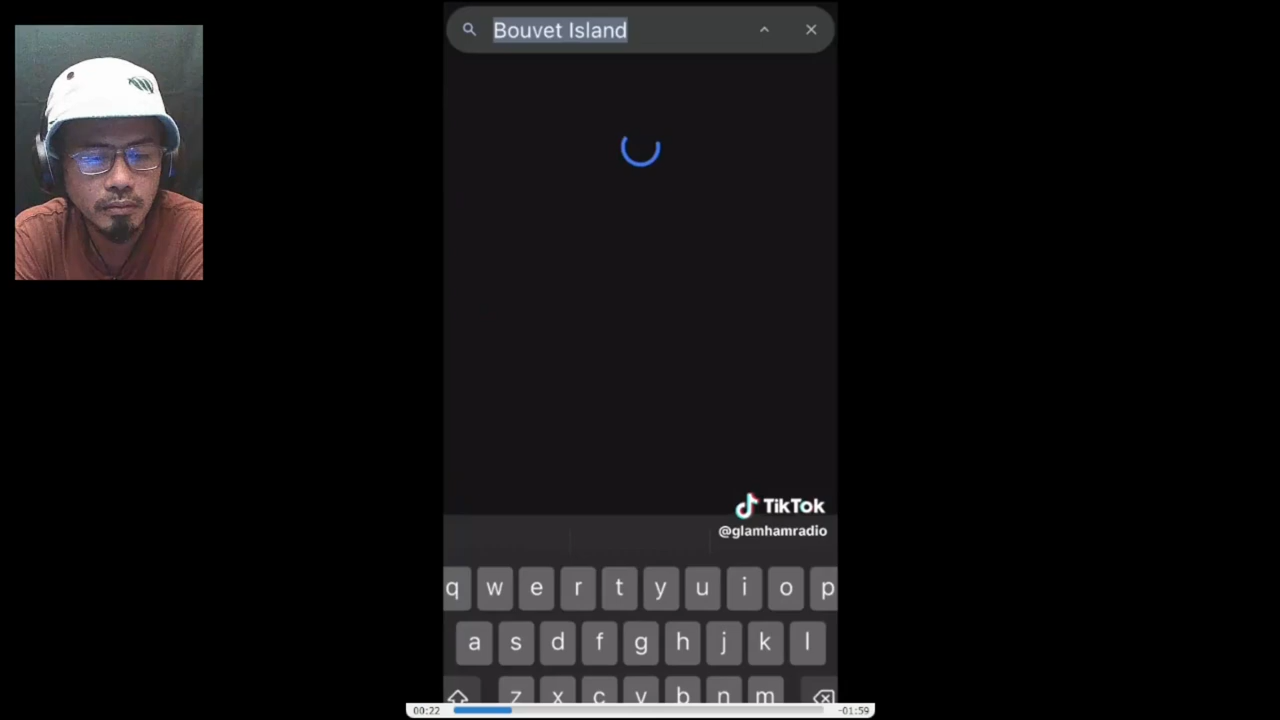 Bouvet Island
TikTok
@glamhamradio
q w e r t y u i o p
a s d f g h j k l
z x c v b n m
00:22 -01:59